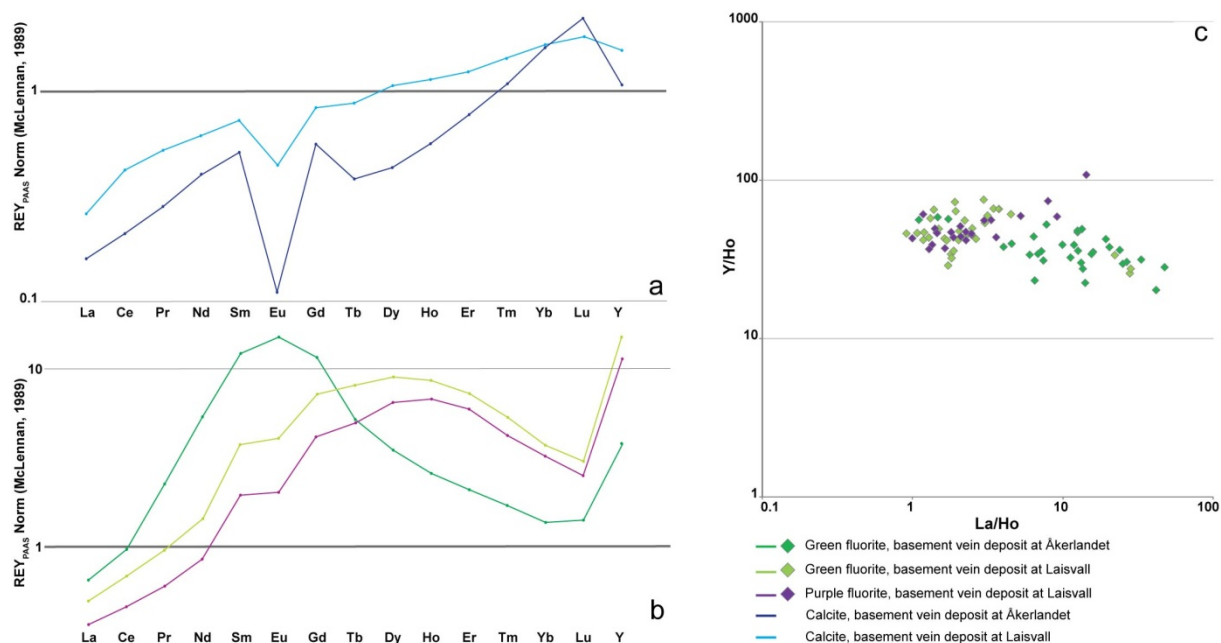 REY_PAAS Norm (McLennan, 1989)
1
0.1
a
La Ce Pr Nd Sm Eu Gd Tb Dy Ho Er Tm Yb Lu Y
REY_PAAS Norm (McLennan, 1989)
10
1
b
La Ce Pr Nd Sm Eu Gd Tb Dy Ho Er Tm Yb Lu Y
c
Y/Ho
1000
100
10
1
0.1 1 10 100
La/Ho
Green fluorite, basement vein deposit at Åkerlandet
Green fluorite, basement vein deposit at Laisvall
Purple fluorite, basement vein deposit at Laisvall
Calcite, basement vein deposit at Åkerlandet
Calcite, basement vein deposit at Laisvall